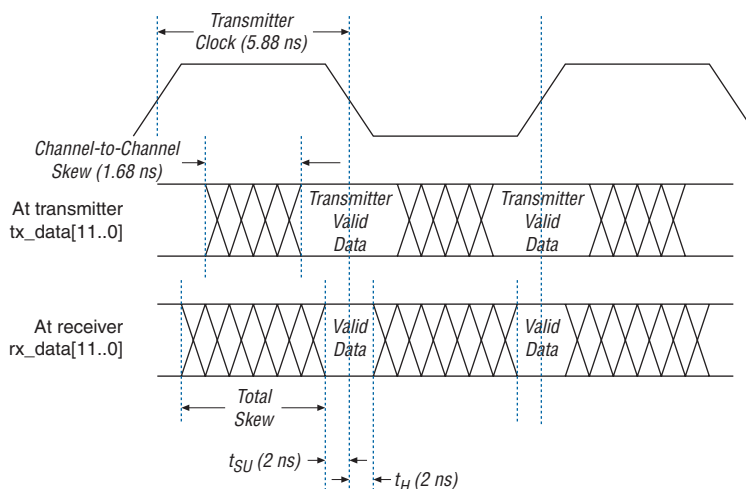 Transmitter
Clock (5.88 ns)
Channel-to-Channel
Skew (1.68 ns)
At transmitter
tx_data[11..0]
Transmitter
Valid
Data
Transmitter
Valid
Data
At receiver
rx_data[11..0]
Valid
Data
Valid
Data
Total
Skew
tSU (2 ns)
tH (2 ns)